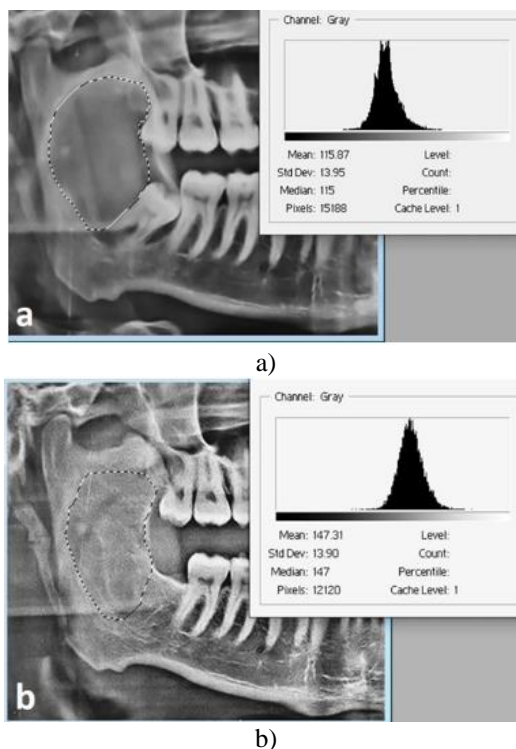 Channel: Gray
Mean: 115.87 Level:
Std Dev: 13.95 Count:
Median: 115 Percentile:
Pixels: 15188 Cache Level: 1
a
a)
Channel: Gray
Mean: 147.31 Level:
Std Dev: 13.90 Count:
Median: 147 Percentile:
Pixels: 12120 Cache Level: 1
b
b)